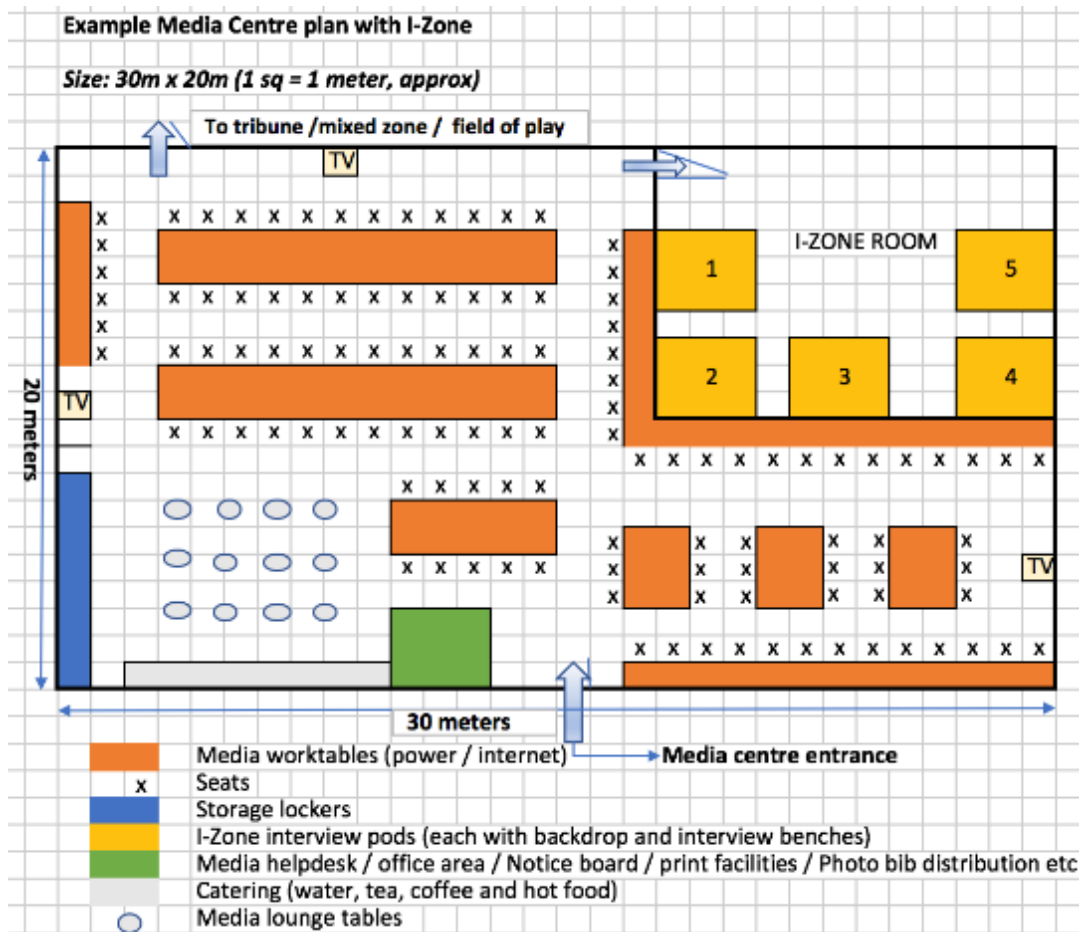 Example Media Centre plan with I-Zone
Size: 30m x 20m (1 sq = 1 meter, approx)
To tribune /mixed zone / field of play
TV
x x x x x x x x x x x x x
x x I-ZONE ROOM
x x 1 5
x x x x x x x x x x x x x x
x x
x x x x x x x x x x x x x x
x 2 3 4
TV x
x x x x x x x x x x x x x
20 meters
x x x x x x x x x x x x x
x x x x x
x x x x x x
x x x x x x x x x x x TV
x x x x x x
x x x x x x x x x x x x x
30 meters
Media worktables (power / internet)
Media centre entrance
x Seats
Storage lockers
I-Zone interview pods (each with backdrop and interview benches)
Media helpdesk / office area / Notice board / print facilities / Photo bib distribution etc
Catering (water, tea, coffee and hot food)
Media lounge tables